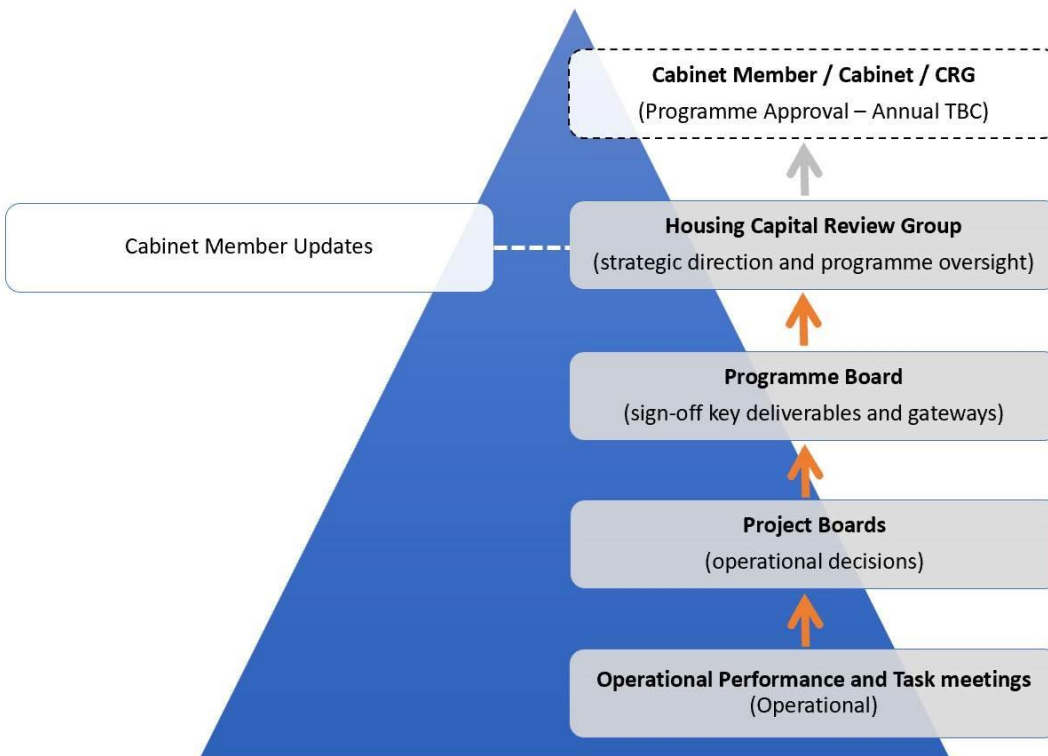 Cabinet Member / Cabinet / CRG
(Programme Approval – Annual TBC)
Cabinet Member Updates
Housing Capital Review Group
(strategic direction and programme oversight)
Programme Board
(sign-off key deliverables and gateways)
Project Boards
(operational decisions)
Operational Performance and Task meetings
(Operational)